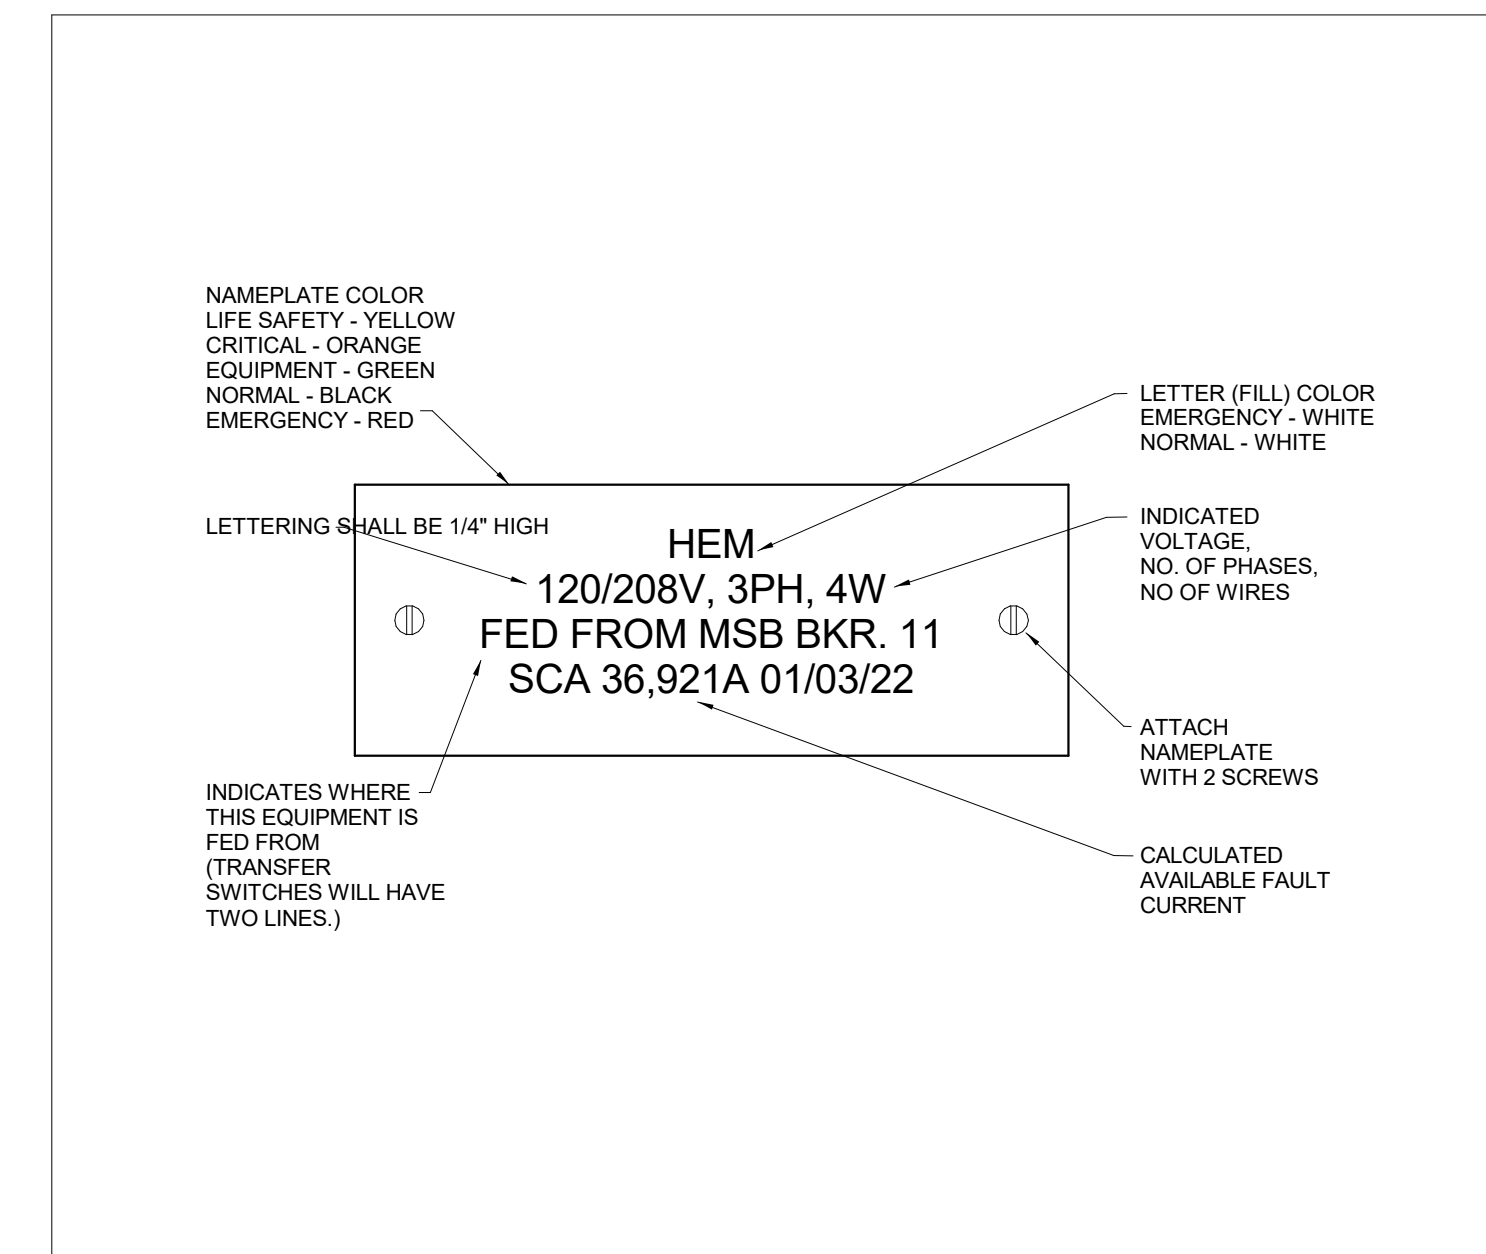 NAMEPLATE COLOR
LIFE SAFETY - YELLOW
CRITICAL - ORANGE
EQUIPMENT - GREEN
NORMAL - BLACK
EMERGENCY - RED
LETTER (FILL) COLOR
EMERGENCY - WHITE
NORMAL - WHITE
LETTERING SHALL BE 1/4" HIGH
HEM
120/208V, 3PH, 4W
FED FROM MSB BKR. 11
SCA 36,921A 01/03/22
INDICATED
VOLTAGE,
NO. OF PHASES,
NO OF WIRES
ATTACH
NAMEPLATE
WITH 2 SCREWS
INDICATES WHERE
THIS EQUIPMENT IS
FED FROM
(TRANSFER
SWITCHES WILL HAVE
TWO LINES.)
CALCULATED
AVAILABLE FAULT
CURRENT